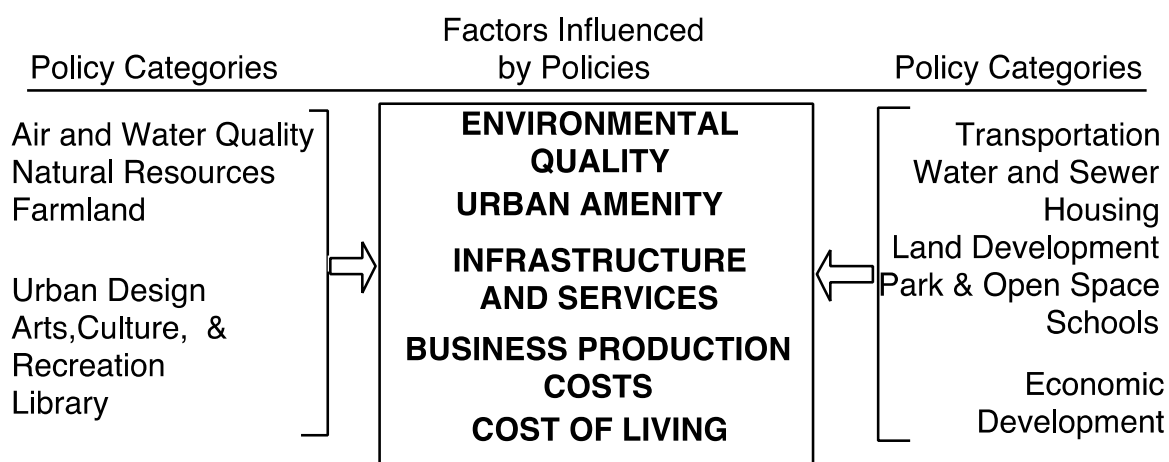 Factors Influenced
by Policies
Policy Categories
Policy Categories
Air and Water Quality
Natural Resources
Farmland
Urban Design
Arts,Culture, &
Recreation
Library
ENVIRONMENTAL
QUALITY
URBAN AMENITY
INFRASTRUCTURE
AND SERVICES
BUSINESS PRODUCTION
COSTS
COST OF LIVING
Transportation
Water and Sewer
Housing
Land Development
Park & Open Space
Schools
Economic
Development